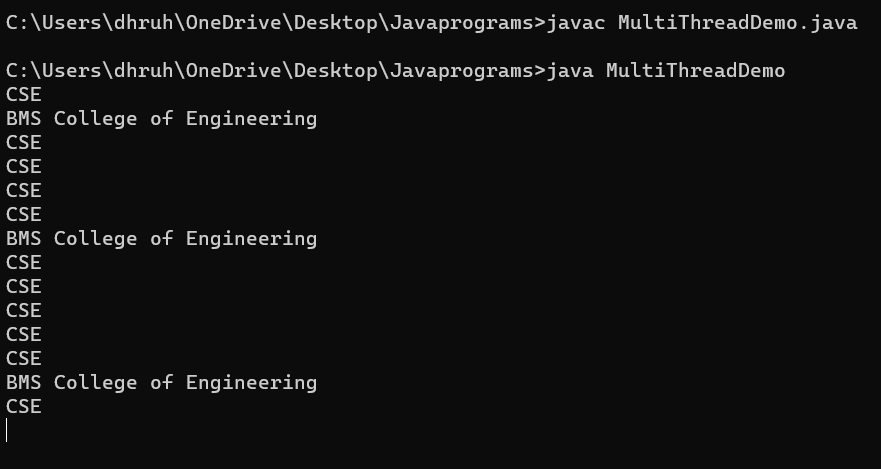 C:\Users\dhruh\OneDrive\Desktop\Javaprograms>javac MultiThreadDemo.java
C:\Users\dhruh\OneDrive\Desktop\Javaprograms>java MultiThreadDemo
CSE
BMS College of Engineering
CSE
CSE
CSE
CSE
BMS College of Engineering
CSE
CSE
CSE
CSE
CSE
BMS College of Engineering
CSE